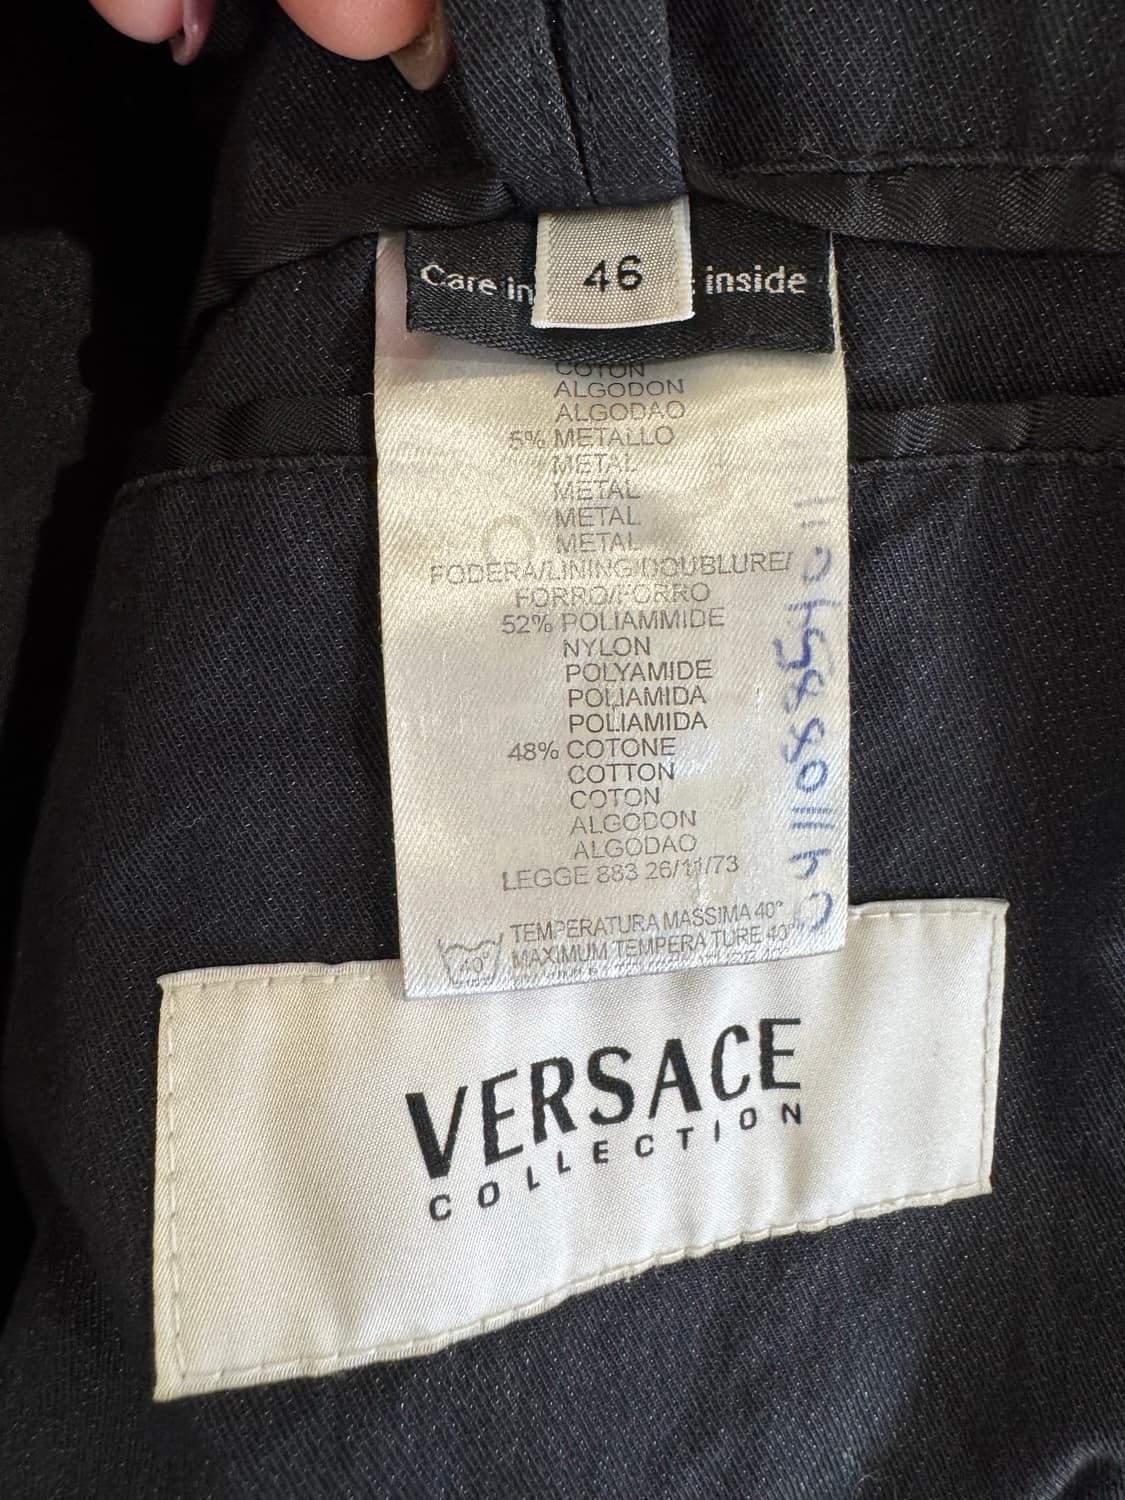 Care in
46
inside
COTON
ALGODON
ALGODAO
5% METALLO
METAL
METAL
METAL
METAL
FODERA/LINING/DOUBLURE/
FORRO/FORRO
52% POLIAMMIDE
NYLON
POLYAMIDE
POLIAMIDA
POLIAMIDA
48% COTONE
COTTON
COTON
ALGODON
ALGODAO
LEGGE 883 26/11/73
40°
TEMPERATURA MASSIMA 40°
MAXIMUM TEMPERA TURE 40°
VERSACE
COLLECTION